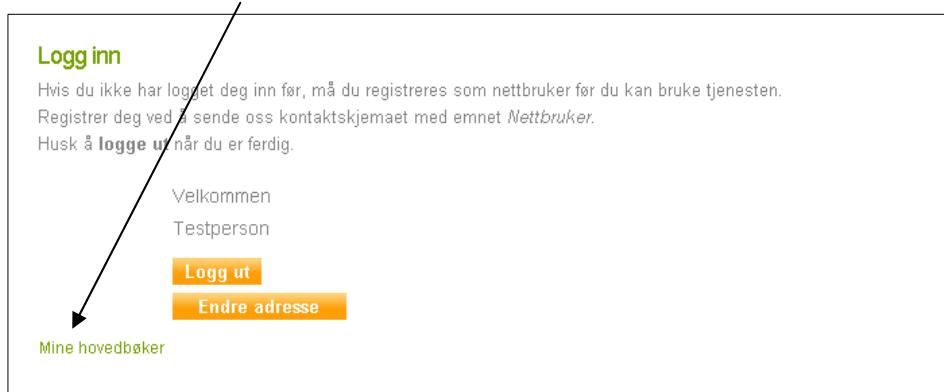 Logg inn
Hvis du ikke har logget deg inn før, må du registreres som nettbruker før du kan bruke tjenesten.
Registrer deg ved å sende oss kontaktskjemaet med emnet Nettbruker.
Husk å logge ut når du er ferdig.
Velkommen
Testperson
Logg ut
Endre adresse
Mine hovedbøker